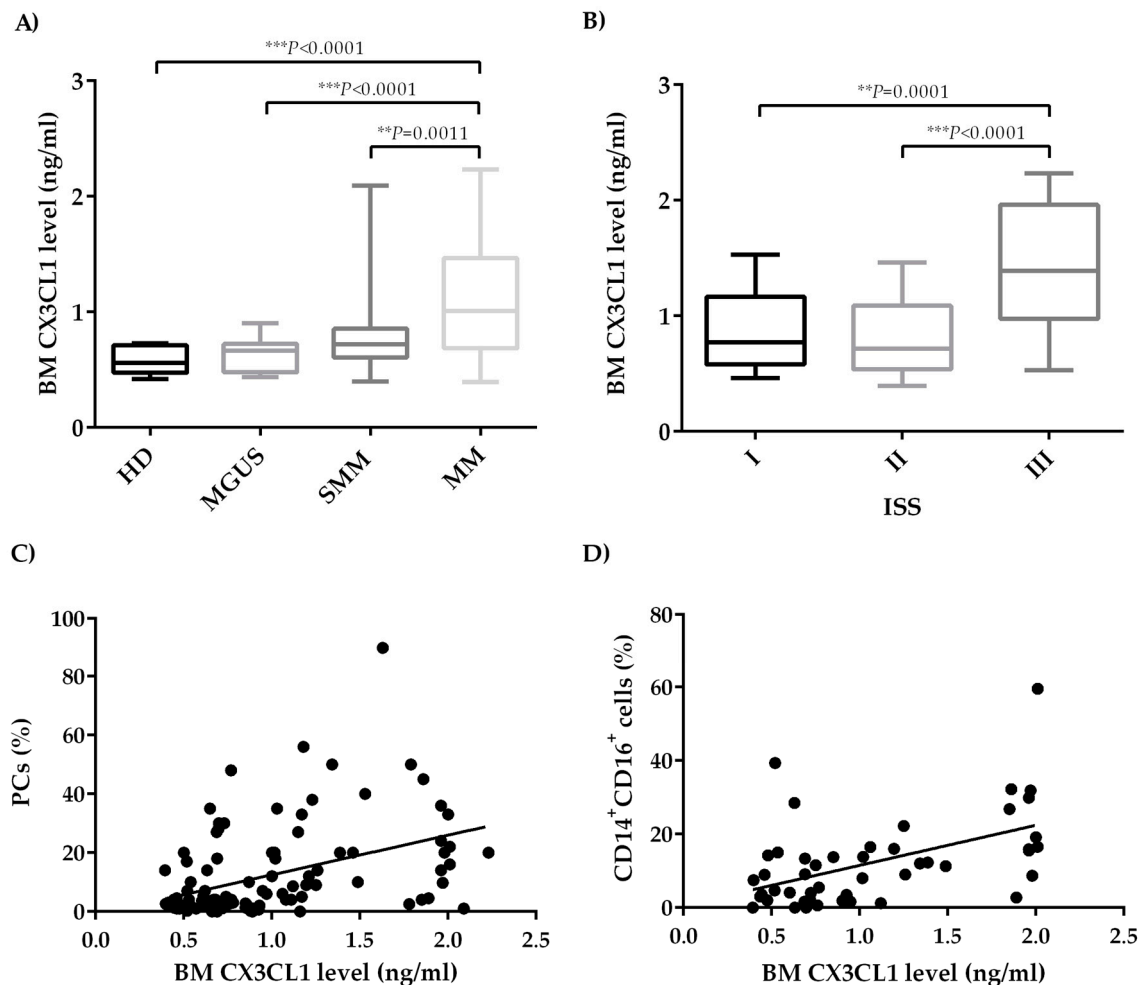 A)
***P<0.0001
***P<0.0001
**P=0.0011
3
2
1
0
BM CX3CL1 level (ng/ml)
HD
MGUS
SMM
MM
B)
**P=0.0001
***P<0.0001
3
2
1
0
BM CX3CL1 level (ng/ml)
I
II
III
ISS
C)
100
80
60
40
20
0
PCs (%)
0.0 0.5 1.0 1.5 2.0 2.5
BM CX3CL1 level (ng/ml)
D)
80
60
40
20
0
CD14⁺CD16⁺ cells (%)
0.0 0.5 1.0 1.5 2.0 2.5
BM CX3CL1 level (ng/ml)